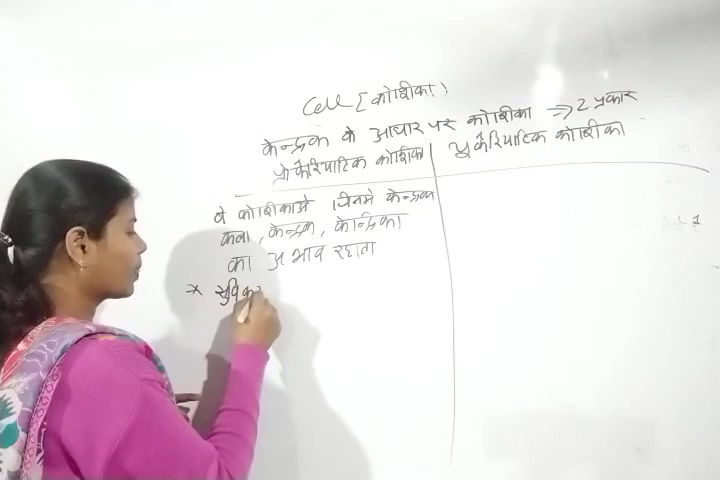 Cell [कोशिका]
केन्द्रक के आधार पर कोशिका ⇒ 2 प्रकार
प्रोकेरियोटिक कोशिका
यूकेरियोटिक कोशिका
वे कोशिकाओ जिनमे केन्द्रक
कला, केन्द्रक, केन्द्रिका
का अभाव रहता
* सुविक